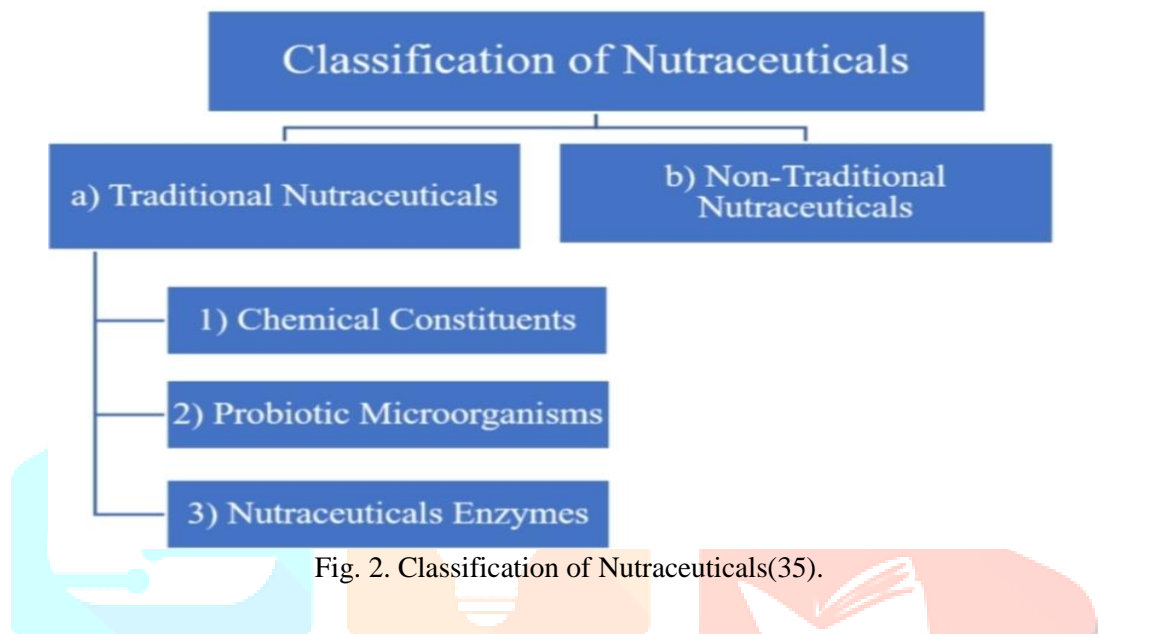 Classification of Nutraceuticals
a) Traditional Nutraceuticals
b) Non-Traditional
Nutraceuticals
1) Chemical Constituents
2) Probiotic Microorganisms
3) Nutraceuticals Enzymes
Fig. 2. Classification of Nutraceuticals(35).